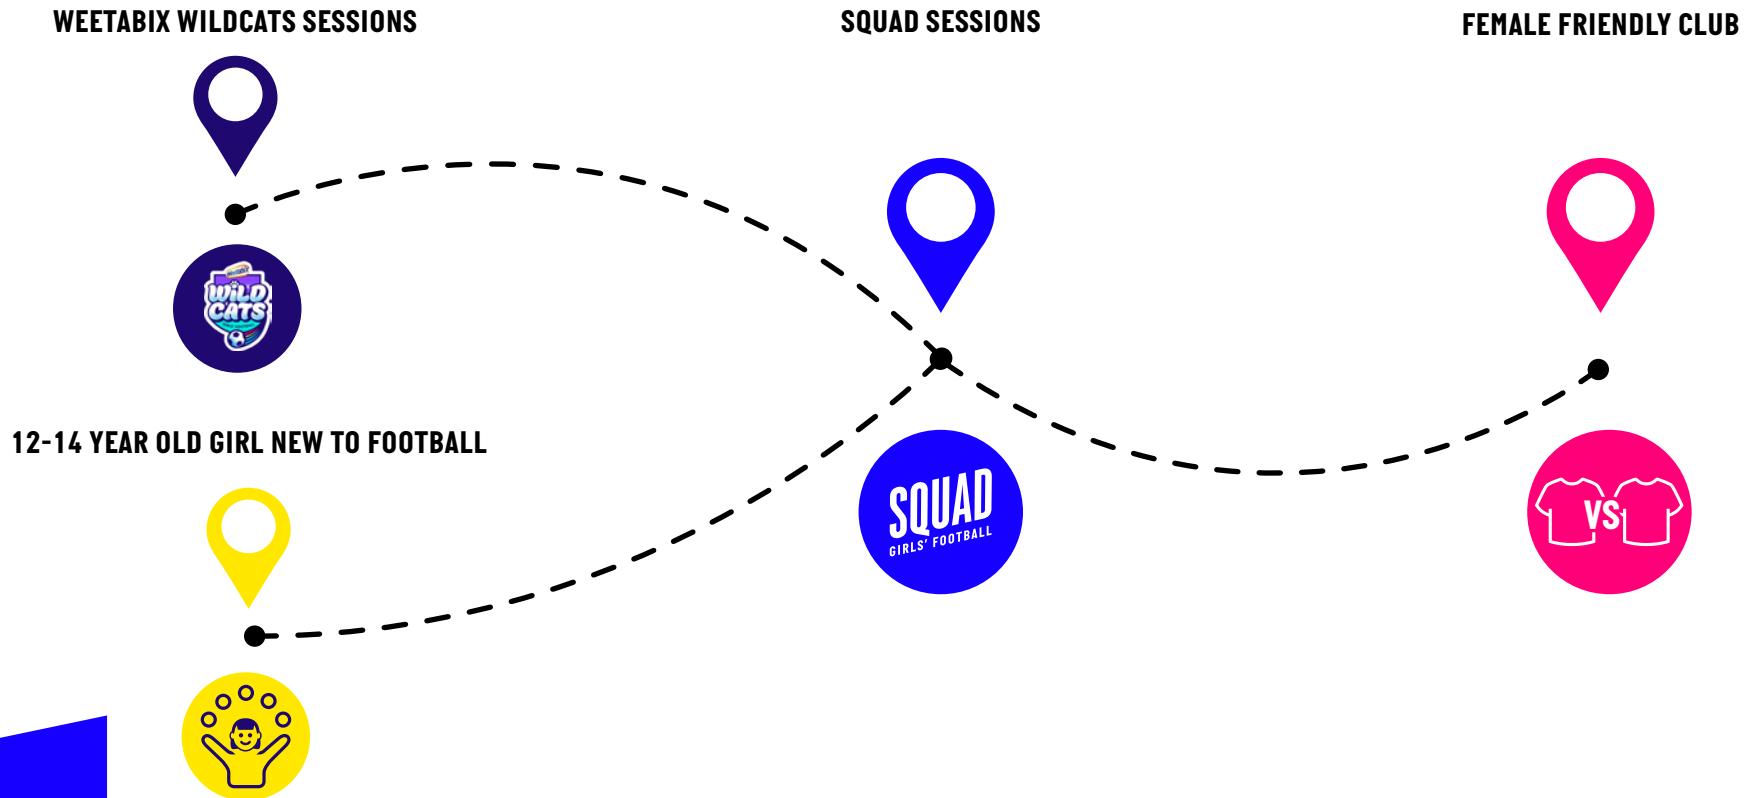 WEETABIX WILDCATS SESSIONS
SQUAD SESSIONS
FEMALE FRIENDLY CLUB
WILD
CATS
12-14 YEAR OLD GIRL NEW TO FOOTBALL
SQUAD
GIRLS' FOOTBALL
VS